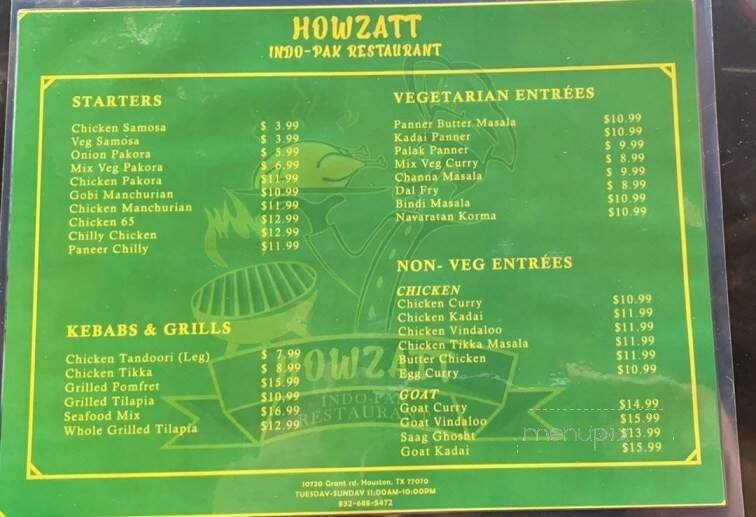 HOWZATT
INDO-PAK RESTAURANT
STARTERS
Chicken Samosa $ 3.99
Veg Samosa $ 3.99
Onion Pakora $ 5.99
Mix Veg Pakora $ 6.99
Chicken Pakora $11.99
Gobi Manchurian $10.99
Chicken Manchurian $11.99
Chicken 65 $12.99
Chilly Chicken $12.99
Paneer Chilly $11.99
KEBABS & GRILLS
Chicken Tandoori (Leg) $ 7.99
Chicken Tikka $ 8.99
Grilled Pomfret $15.99
Grilled Tilapia $10.99
Seafood Mix $16.99
Whole Grilled Tilapia $12.99
VEGETARIAN ENTRÉES
Panner Butter Masala $10.99
Kadai Panner $10.99
Palak Panner $ 9.99
Mix Veg Curry $ 8.99
Channa Masala $ 9.99
Dal Fry $ 8.99
Bindi Masala $10.99
Navaratan Korma $10.99
NON- VEG ENTRÉES
CHICKEN
Chicken Curry $10.99
Chicken Kadai $11.99
Chicken Vindaloo $11.99
Chicken Tikka Masala $11.99
Butter Chicken $11.99
Egg Curry $10.99
GOAT
Goat Curry $14.99
Goat Vindaloo $15.99
Saag Ghosht $13.99
Goat Kadai $15.99
HOWZATT
INDO-PAK
RESTAURANT
menupix
10720 Grant rd. Houston, TX 77070
TUESDAY-SUNDAY 11:00AM-10:00PM
832-688-5472